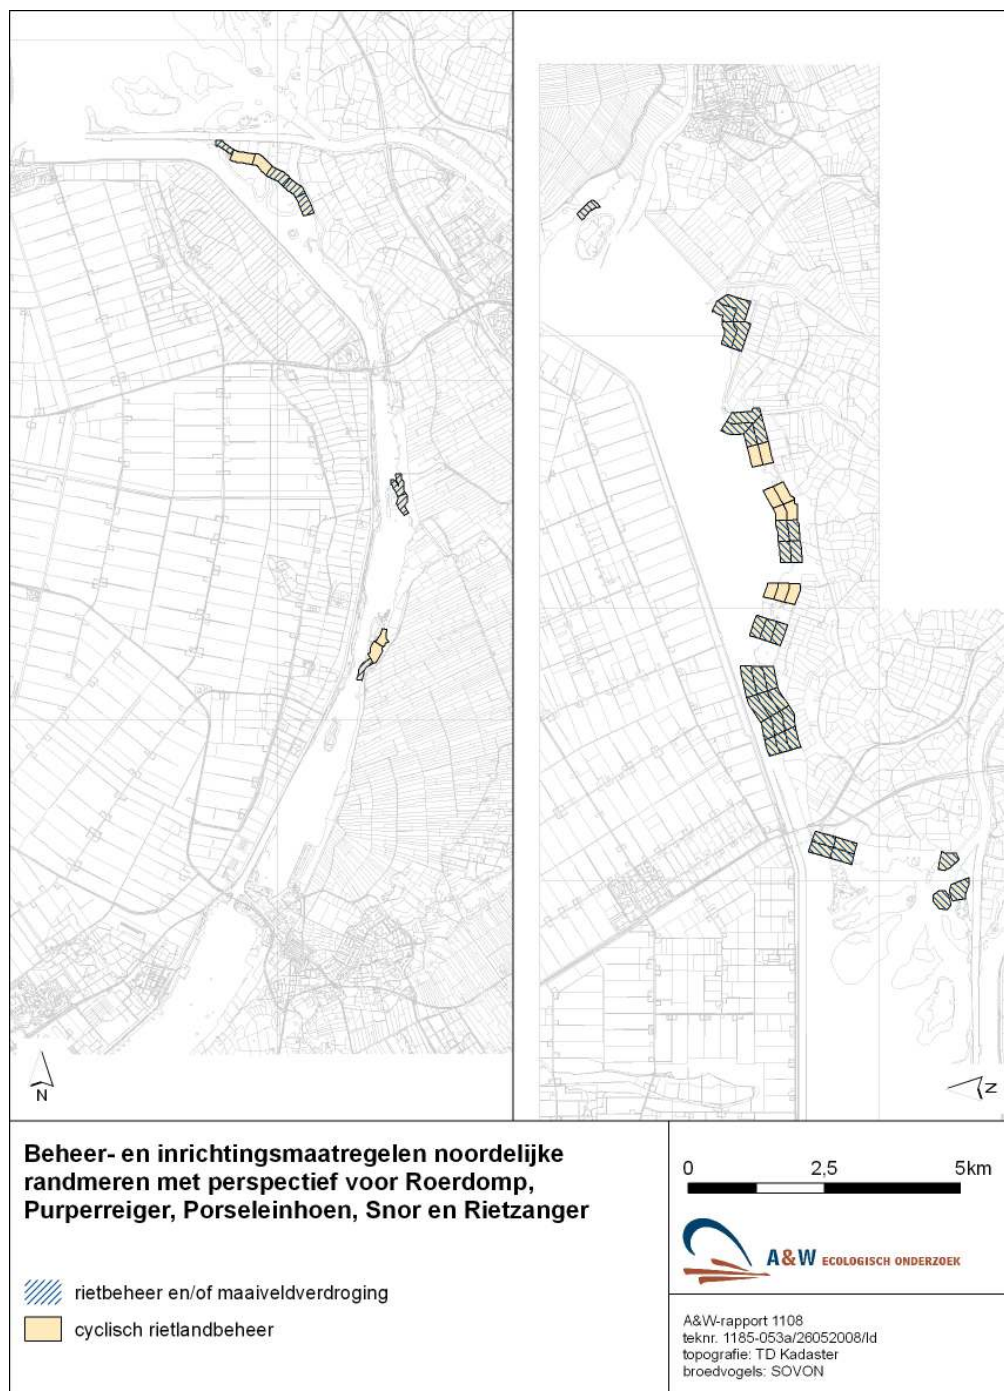 N
N
Beheer- en inrichtingsmaatregelen noordelijke
randmeren met perspectief voor Roerdomp,
Purperreiger, Porseleinhoen, Snor en Rietzanger
rietbeheer en/of maaiveldverdroging
cyclisch rietlandbeheer
0 2,5 5km
A&W ECOLOGISCH ONDERZOEK
A&W-rapport 1108
teknr. 1185-053a/26052008/ld
topografie: TD Kadaster
broedvogels: SOVON